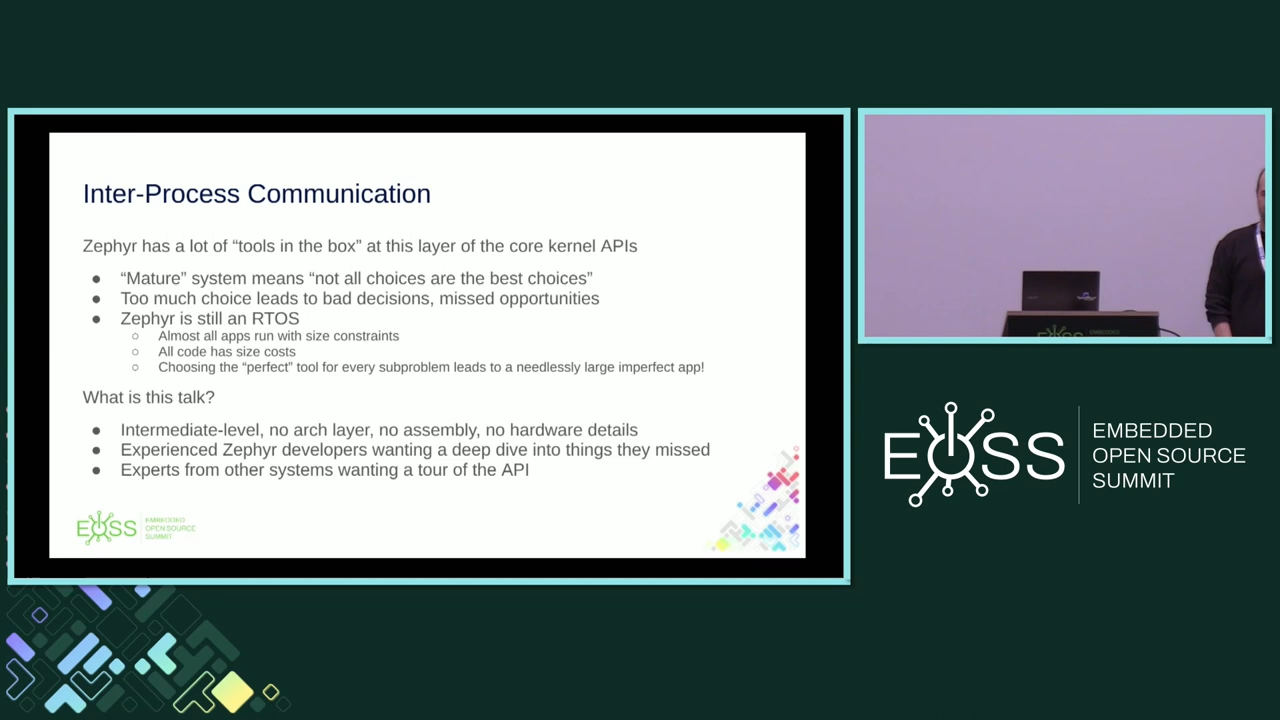 Inter-Process Communication
Zephyr has a lot of “tools in the box” at this layer of the core kernel APIs
● “Mature” system means “not all choices are the best choices”
● Too much choice leads to bad decisions, missed opportunities
● Zephyr is still an RTOS
○ Almost all apps run with size constraints
○ All code has size costs
○ Choosing the “perfect” tool for every subproblem leads to a needlessly large imperfect app!
What is this talk?
● Intermediate-level, no arch layer, no assembly, no hardware details
● Experienced Zephyr developers wanting a deep dive into things they missed
● Experts from other systems wanting a tour of the API
EOSS
EMBEDDED
OPEN SOURCE
SUMMIT
EOSS
EMBEDDED
OPEN SOURCE
SUMMIT